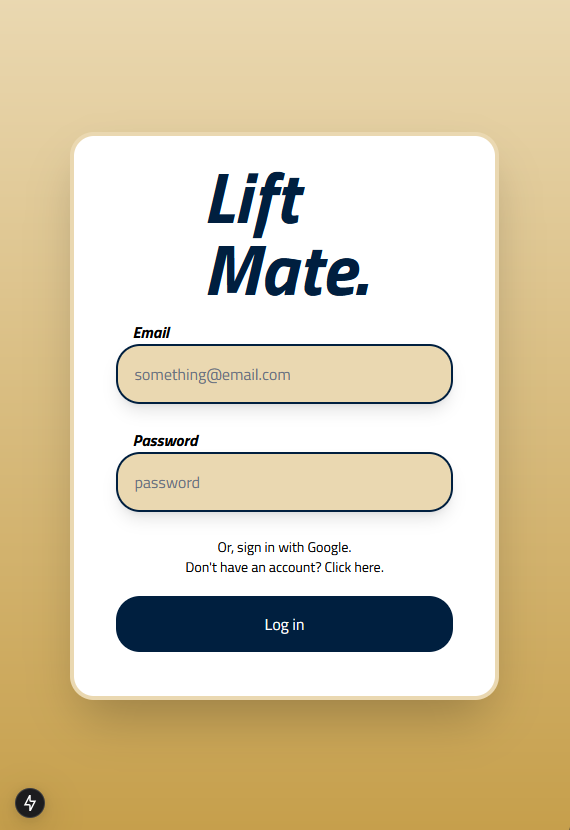 Lift
Mate.
Email
something@email.com
Password
password
Or, sign in with Google.
Don't have an account? Click here.
Log in